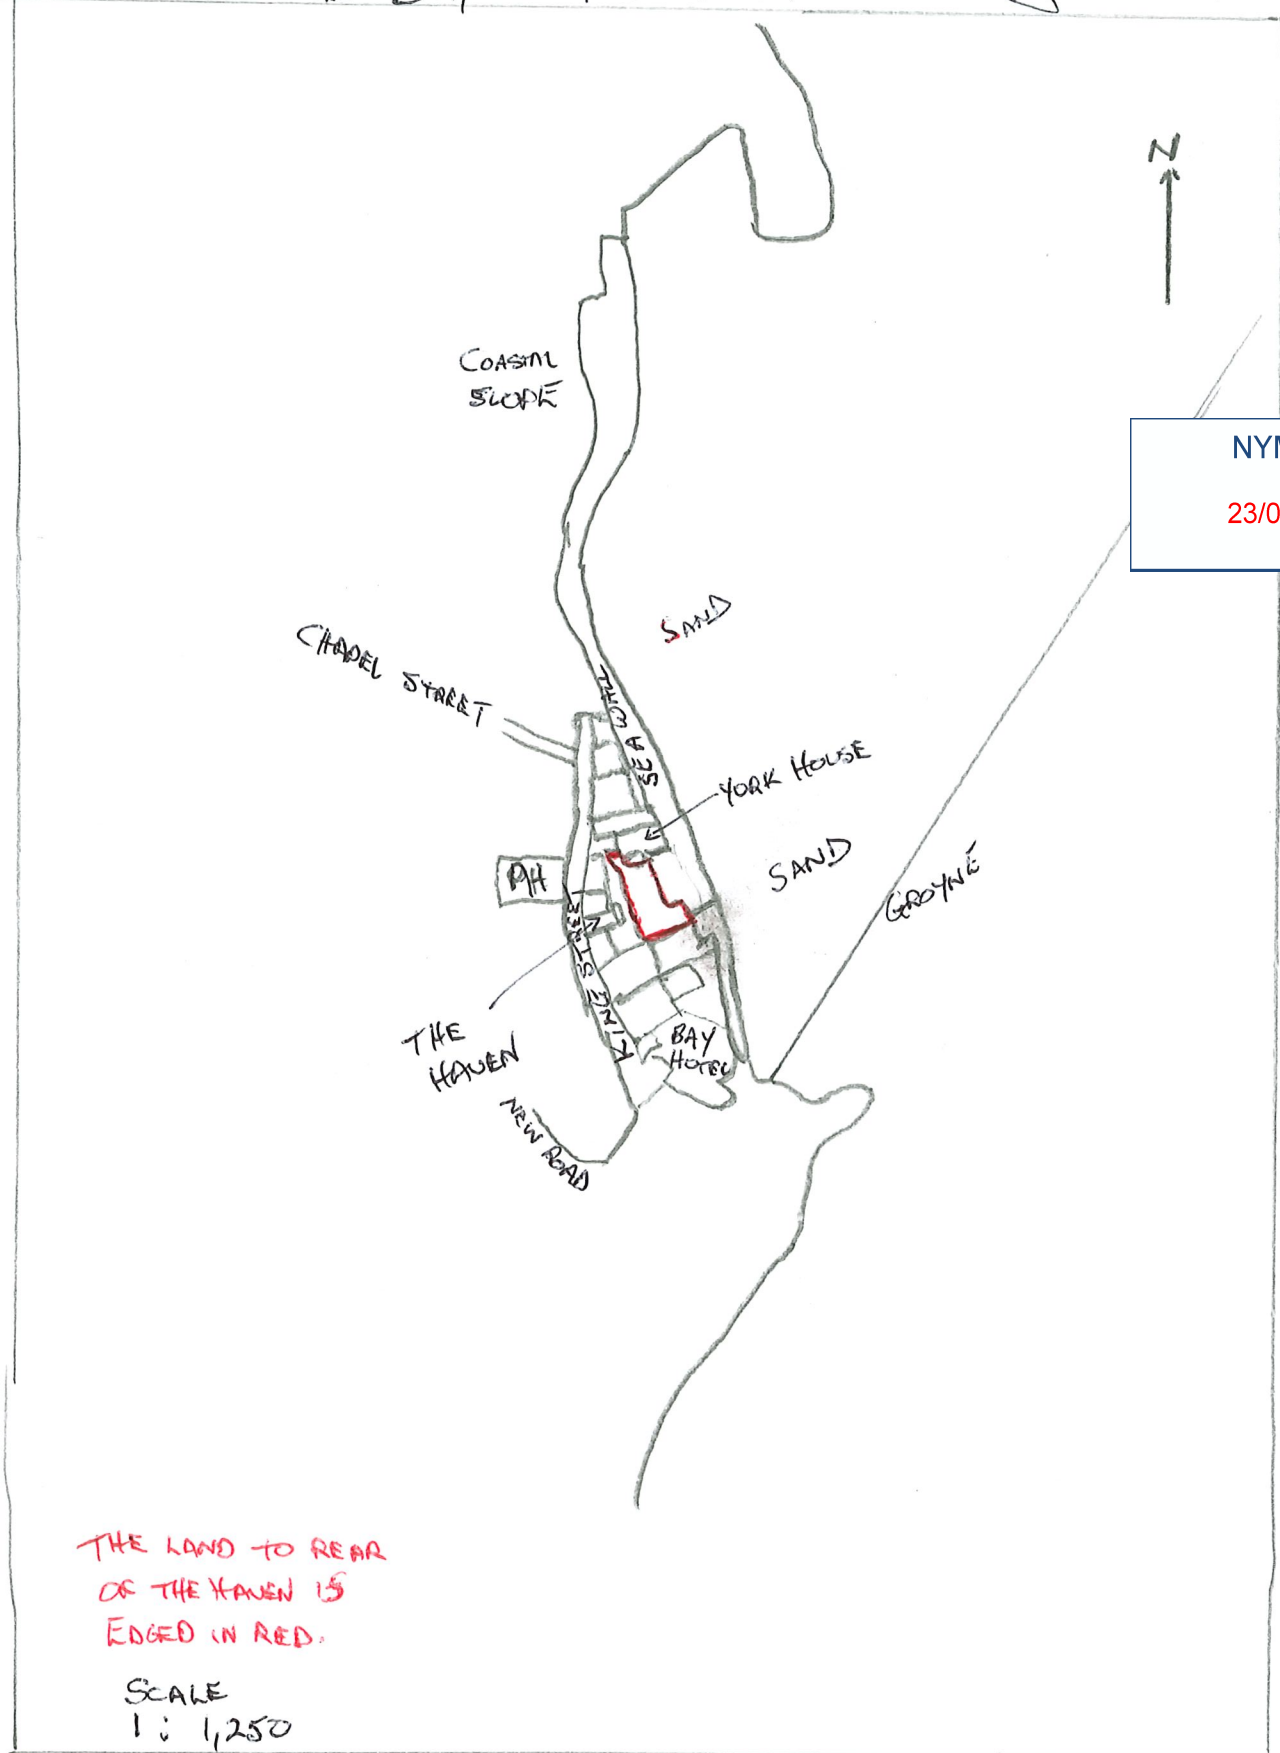 N
COASTAL
SLOPE
NYM
23/0
SAND
CHAPEL STREET
SEA WALL
YORK HOUSE
PH
SAND
GROYNE
KING STREET
THE
HAVEN
BAY
HOTEL
NEW ROAD
THE LAND TO REAR
OF THE HAVEN IS
EDGED IN RED.
SCALE
1 : 1,250